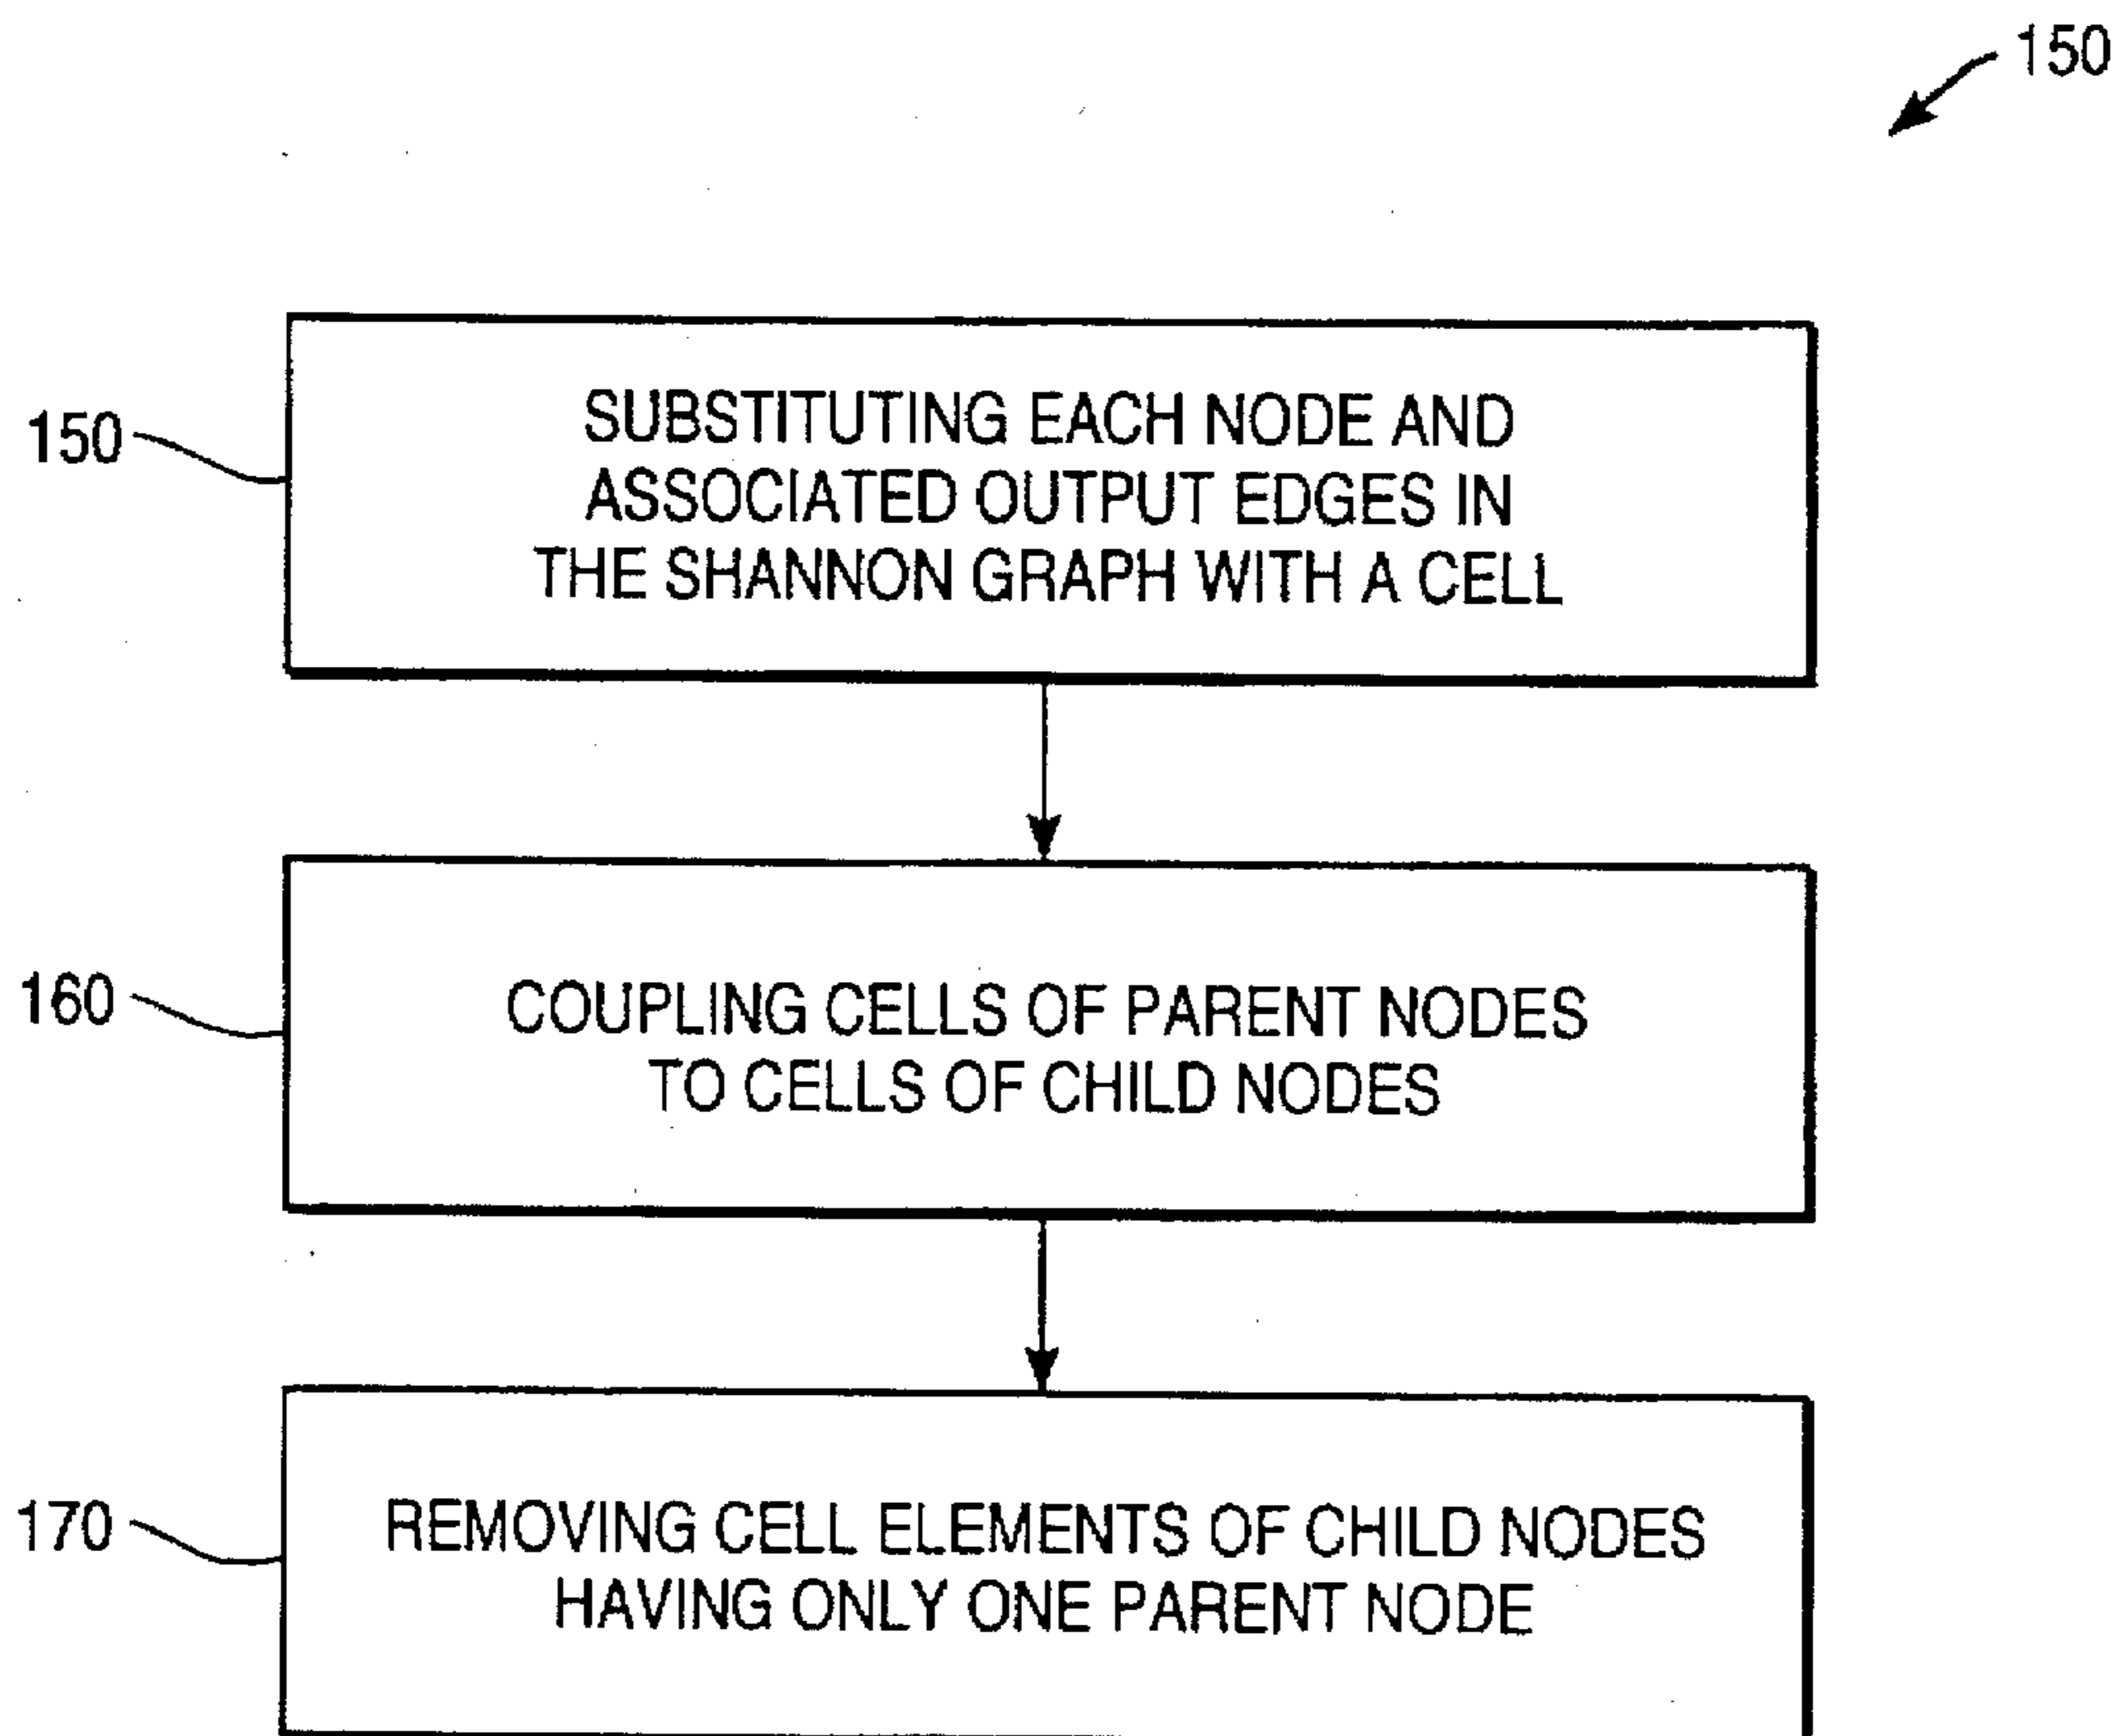 150
150
SUBSTITUTING EACH NODE AND
ASSOCIATED OUTPUT EDGES IN
THE SHANNON GRAPH WITH A CELL
160
COUPLING CELLS OF PARENT NODES
TO CELLS OF CHILD NODES
170
REMOVING CELL ELEMENTS OF CHILD NODES
HAVING ONLY ONE PARENT NODE